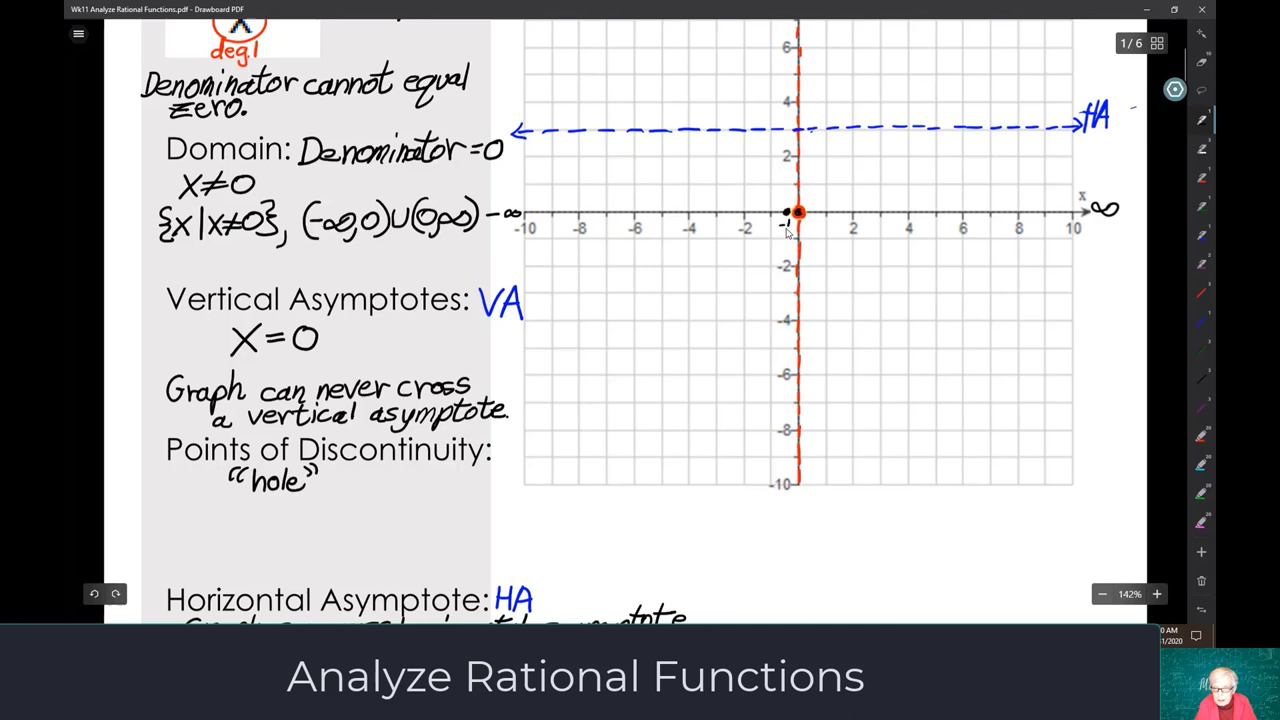 Wk11 Analyze Rational Functions.pdf - Drawboard PDF
1 / 6
X
deg.1
Denominator cannot equal
zero.
Domain: Denominator = 0
X ≠ 0
{x | x ≠ 0}, (-∞, 0) ∪ (0, ∞)
Vertical Asymptotes: VA
X = 0
Graph can never cross
a vertical asymptote.
Points of Discontinuity:
"hole"
Horizontal Asymptote: HA
6
4
HA
2
x
-∞ ∞
-1
-10 -8 -6 -4 -2 2 4 6 8 10
-2
-4
-6
-8
-10
142%
Analyze Rational Functions